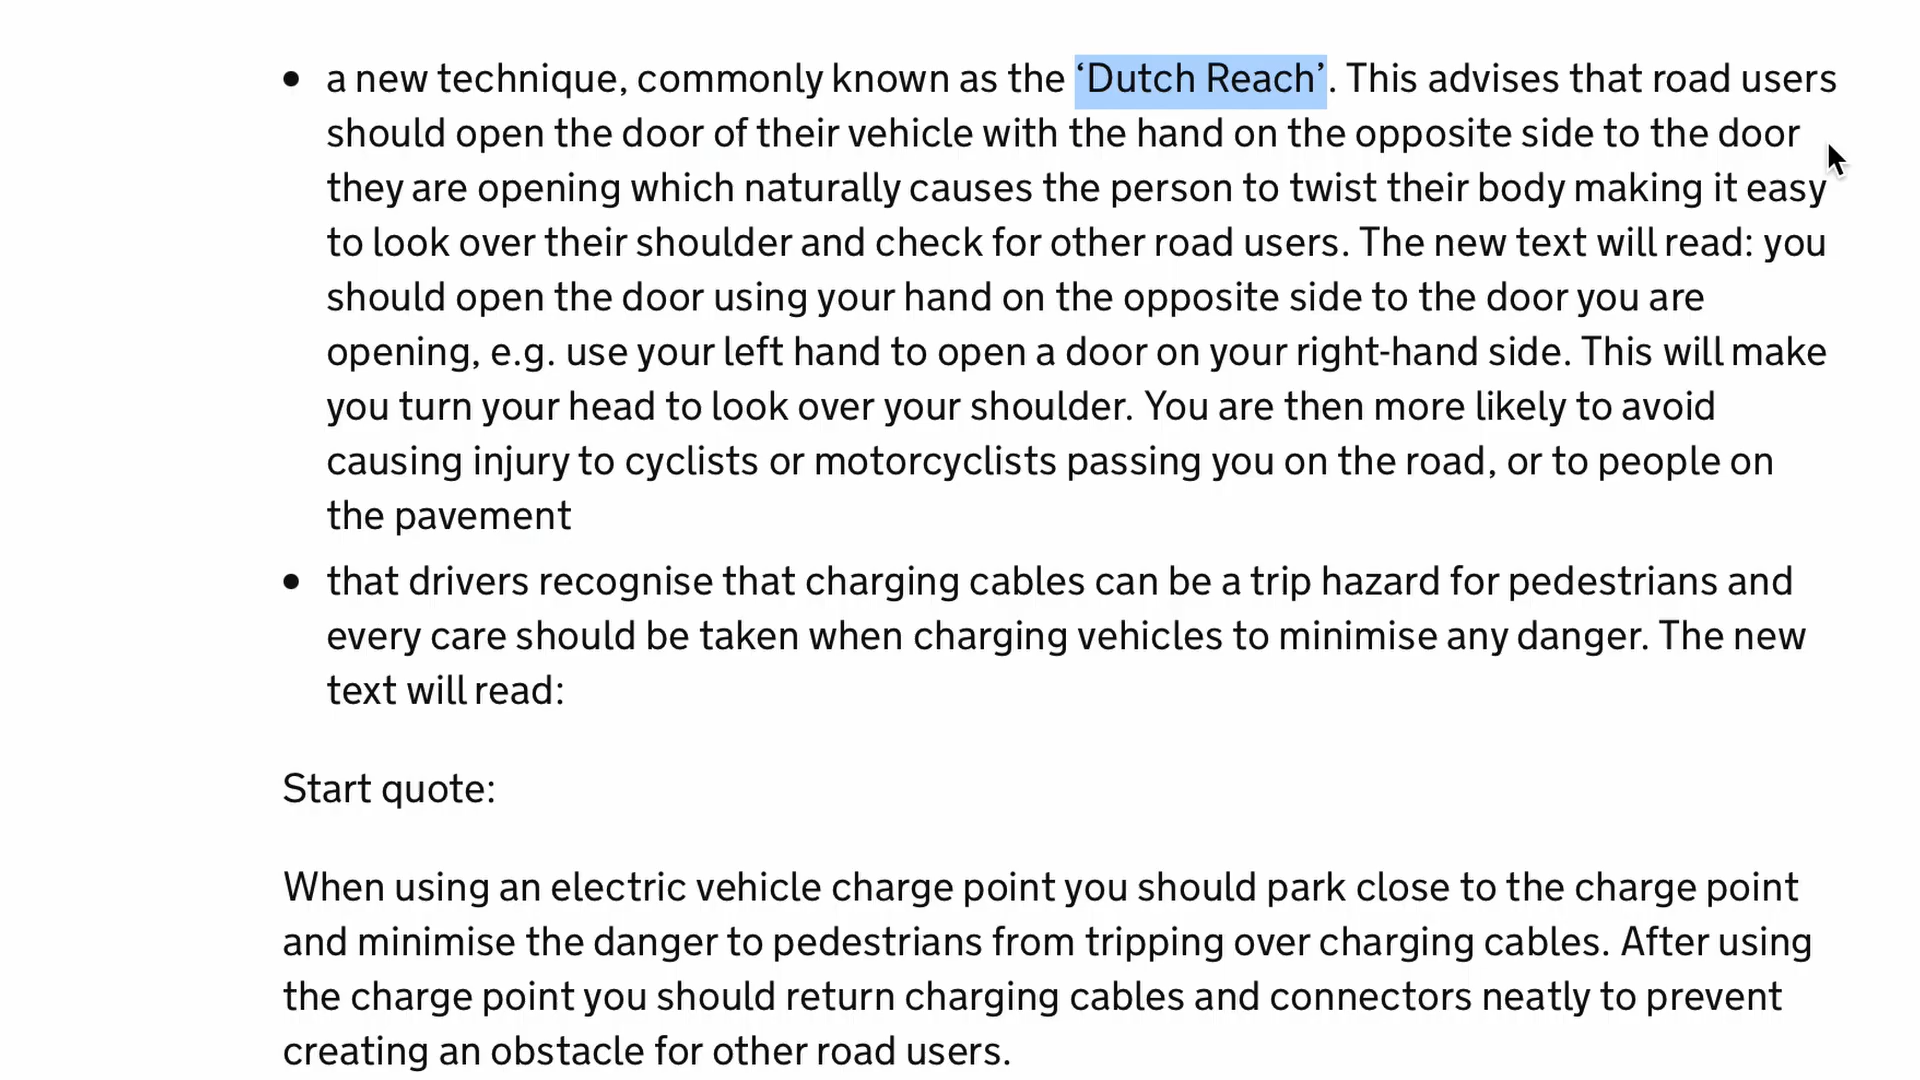 • a new technique, commonly known as the ‘Dutch Reach’. This advises that road users
should open the door of their vehicle with the hand on the opposite side to the door
they are opening which naturally causes the person to twist their body making it easy
to look over their shoulder and check for other road users. The new text will read: you
should open the door using your hand on the opposite side to the door you are
opening, e.g. use your left hand to open a door on your right-hand side. This will make
you turn your head to look over your shoulder. You are then more likely to avoid
causing injury to cyclists or motorcyclists passing you on the road, or to people on
the pavement
• that drivers recognise that charging cables can be a trip hazard for pedestrians and
every care should be taken when charging vehicles to minimise any danger. The new
text will read:
Start quote:
When using an electric vehicle charge point you should park close to the charge point
and minimise the danger to pedestrians from tripping over charging cables. After using
the charge point you should return charging cables and connectors neatly to prevent
creating an obstacle for other road users.